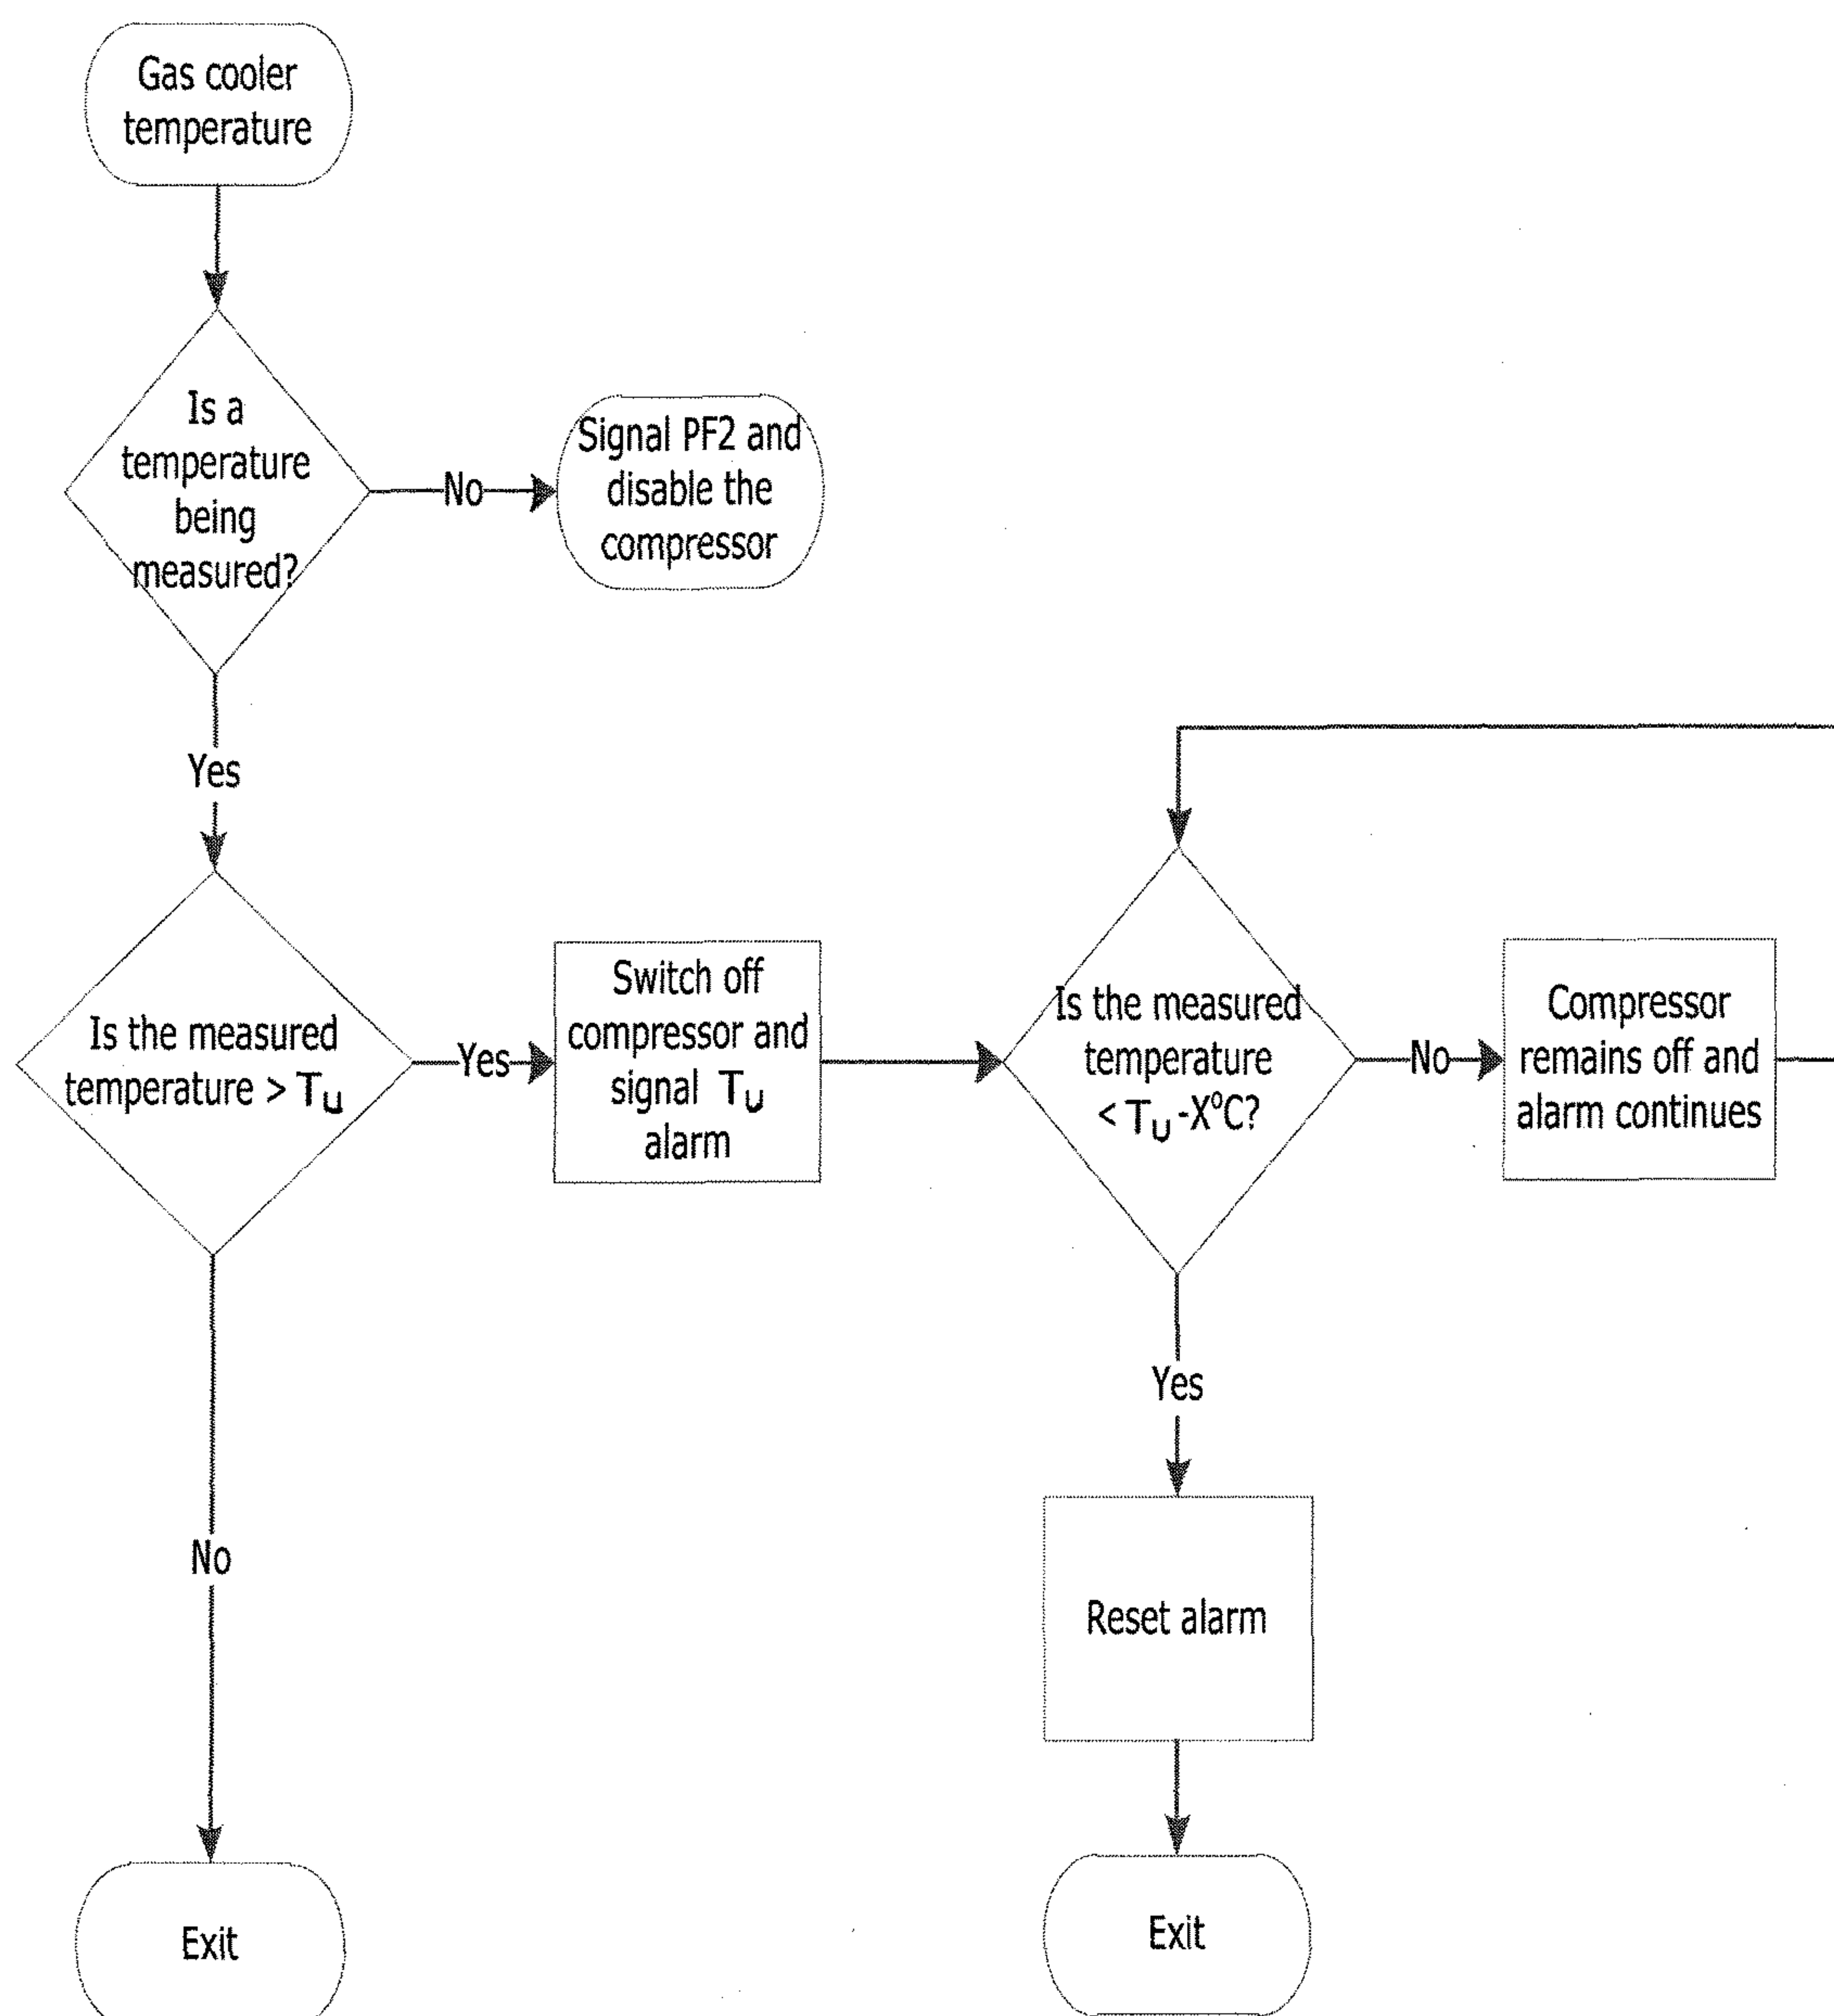 Gas cooler
temperature
Is a
temperature
being
measured?
No
Signal PF2 and
disable the
compressor
Yes
Is the measured
temperature > TU
Yes
Switch off
compressor and
signal TU
alarm
Is the measured
temperature
< TU -X°C?
No
Compressor
remains off and
alarm continues
Yes
Reset alarm
No
Exit
Exit